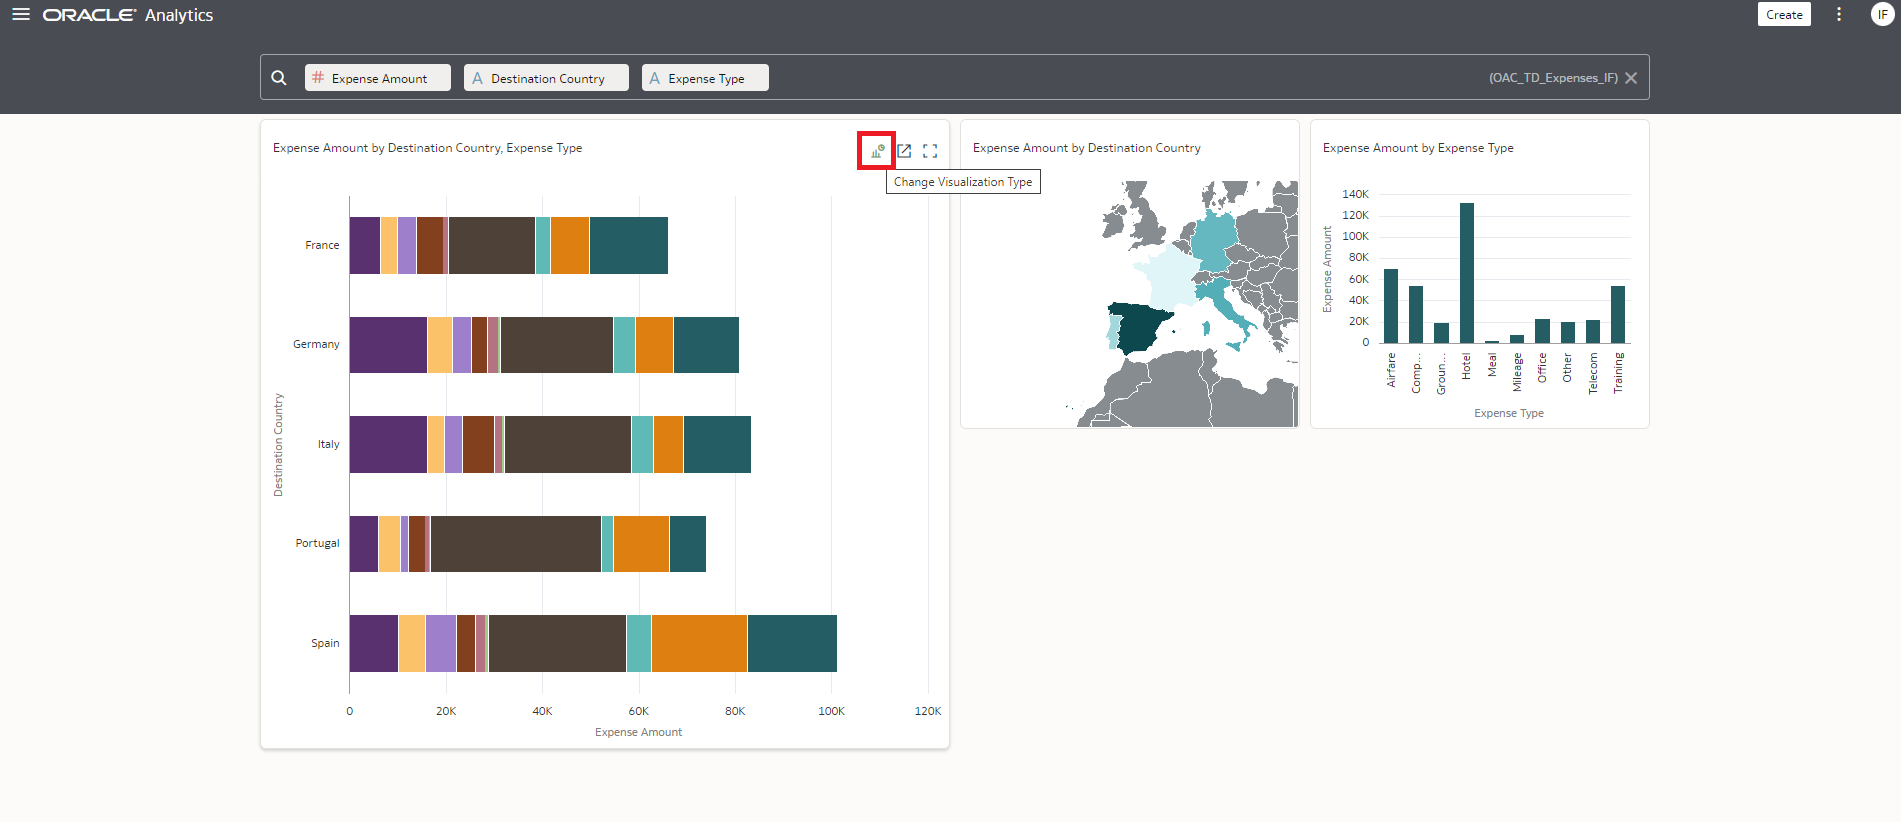 ORACLE Analytics
Create
IF
# Expense Amount
A Destination Country
A Expense Type
(OAC_TD_Expenses_IF)
Expense Amount by Destination Country, Expense Type
Change Visualization Type
France
Germany
Italy
Portugal
Spain
Destination Country
0 20K 40K 60K 80K 100K 120K
Expense Amount
Expense Amount by Destination Country
Expense Amount by Expense Type
140K
120K
100K
80K
60K
40K
20K
0
Expense Amount
Airfare
Comp...
Groun...
Hotel
Meal
Mileage
Office
Other
Telecom
Training
Expense Type